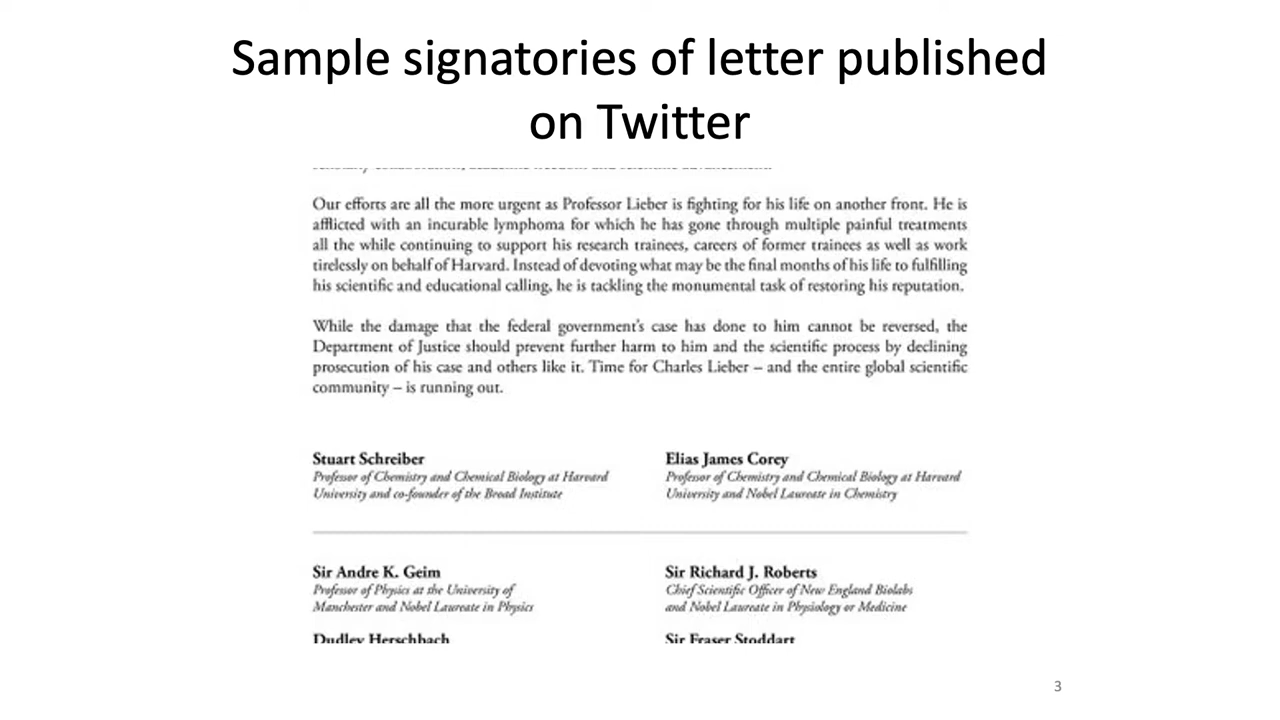 Sample signatories of letter published
on Twitter
Our efforts are all the more urgent as Professor Lieber is fighting for his life on another front. He is
afflicted with an incurable lymphoma for which he has gone through multiple painful treatments
all the while continuing to support his research trainees, careers of former trainees as well as work
tirelessly on behalf of Harvard. Instead of devoting what may be the final months of his life to fulfilling
his scientific and educational calling, he is tackling the monumental task of restoring his reputation.
While the damage that the federal government's case has done to him cannot be reversed, the
Department of Justice should prevent further harm to him and the scientific process by declining
prosecution of his case and others like it. Time for Charles Lieber – and the entire global scientific
community – is running out.
Stuart Schreiber
Professor of Chemistry and Chemical Biology at Harvard
University and co-founder of the Broad Institute
Elias James Corey
Professor of Chemistry and Chemical Biology at Harvard
University and Nobel Laureate in Chemistry
Sir Andre K. Geim
Professor of Physics at the University of
Manchester and Nobel Laureate in Physics
Sir Richard J. Roberts
Chief Scientific Officer of New England Biolabs
and Nobel Laureate in Physiology or Medicine
Dudley Herschbach
Sir Fraser Stoddart
3